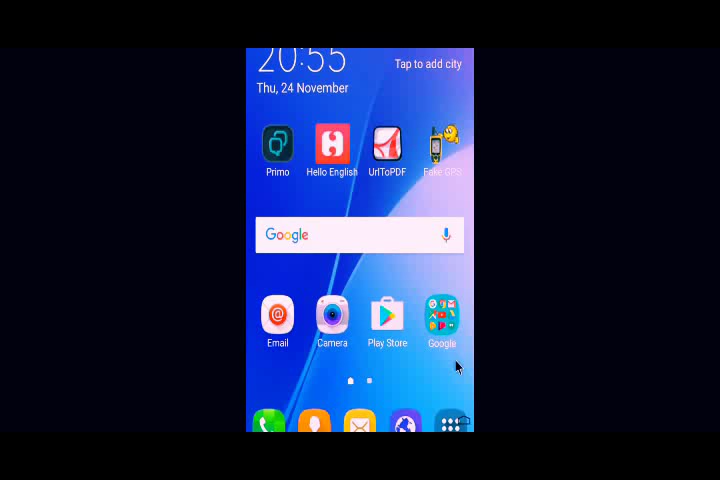 20:55
Tap to add city
Thu, 24 November
Primo
Hello English
UrlToPDF
Fake GPS
Google
Email
Camera
Play Store
Google